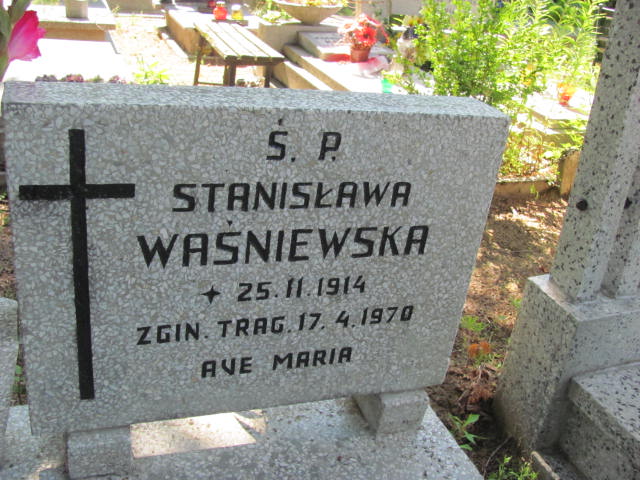 Ś. P.
STANISŁAWA
WAŚNIEWSKA
25.11.1914
ZGIN. TRAG. 17.4.1970
AVE MARIA